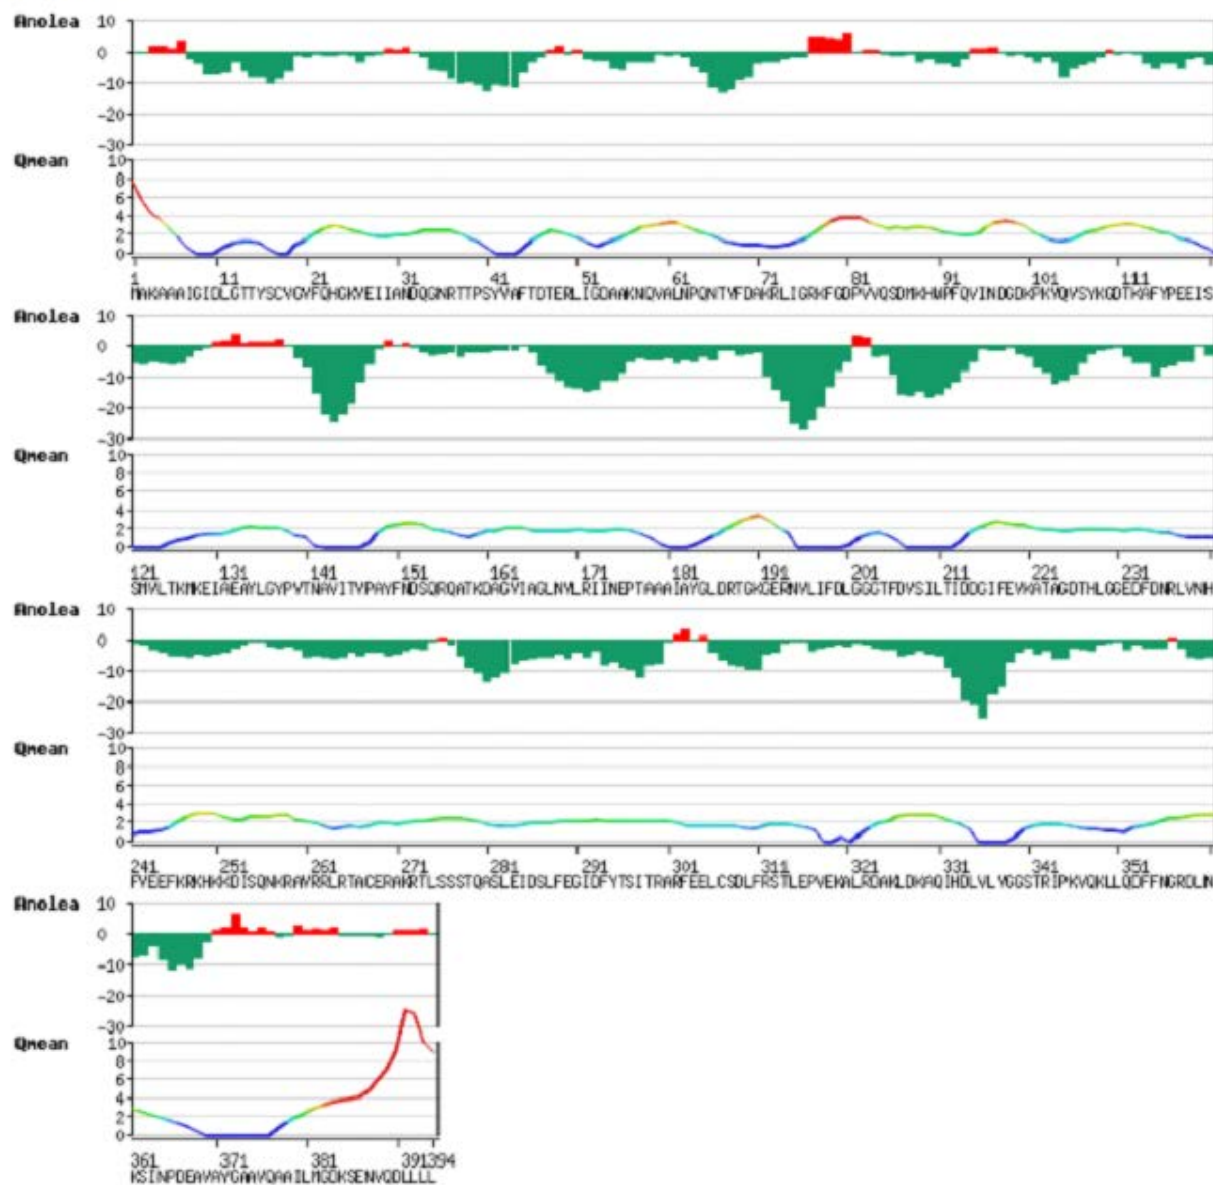 Anolea
10
0
-10
-20
-30
Qmean
10
8
6
4
2
0
1 11 21 31 41 51 61 71 81 91 101 111
MAKAAAIGIDLGTTYSCVGVFQHGKVEIIANDQGNRTTPSYVAFTDTERLIGDAAKNQVALNPQNTVFDAKRLIGRKFGDPVVQSDMKHWPFQVINDGDKPKVQVSYKGDTKAFYPEEIS
Anolea
10
0
-10
-20
-30
Qmean
10
8
6
4
2
0
121 131 141 151 161 171 181 191 201 211 221 231
SMVLTKMKEIAEAYLGYPVTNAVITVPAYFNDSQRQATKDAGVIAGLNVLRIINEPTAAAIAYGLDRTGKGERNVLIFDLGGGTFDVSILTIDDGIFEVKATAGDTHLGGEDFDNRLVNH
Anolea
10
0
-10
-20
-30
Qmean
10
8
6
4
2
0
241 251 261 271 281 291 301 311 321 331 341 351
FVEEFKRKHKKDISQNKRAVRRLRTACERAKRTLSSSTQASLEIDSLFEGIDFYTSITRARFEELCSDLFRSTLEPVEKALRDAKLDKAQIHDLVLVGGSTRIPKVQKLLQDFFNGRDLN
Anolea
10
0
-10
-20
-30
Qmean
10
8
6
4
2
0
361 371 381 391394
KSINPDEAVAYGAAVQAAILMGDKSENVQDLLLL